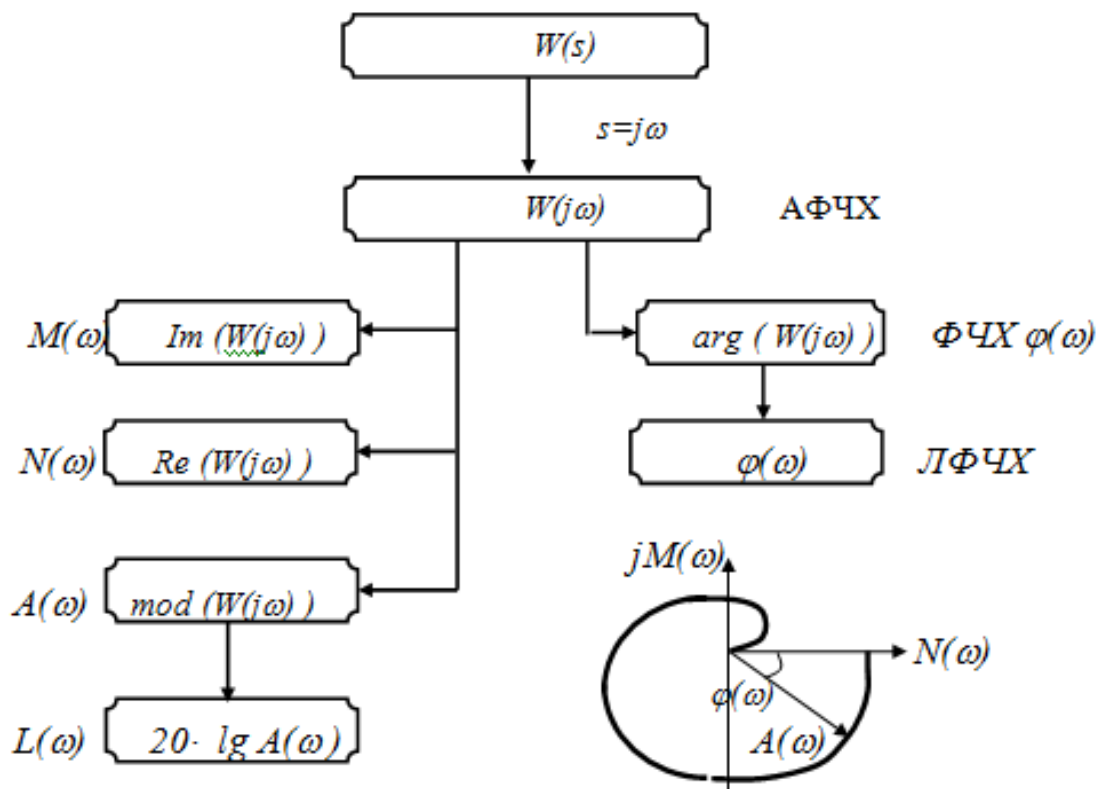 W(s)
s=jω
W(jω)
АФЧХ
M(ω)
Im (W(jω) )
arg ( W(jω) )
ФЧХ φ(ω)
N(ω)
Re (W(jω) )
φ(ω)
ЛФЧХ
jM(ω)
A(ω)
mod (W(jω) )
N(ω)
φ(ω)
A(ω)
L(ω)
20· lg A(ω )